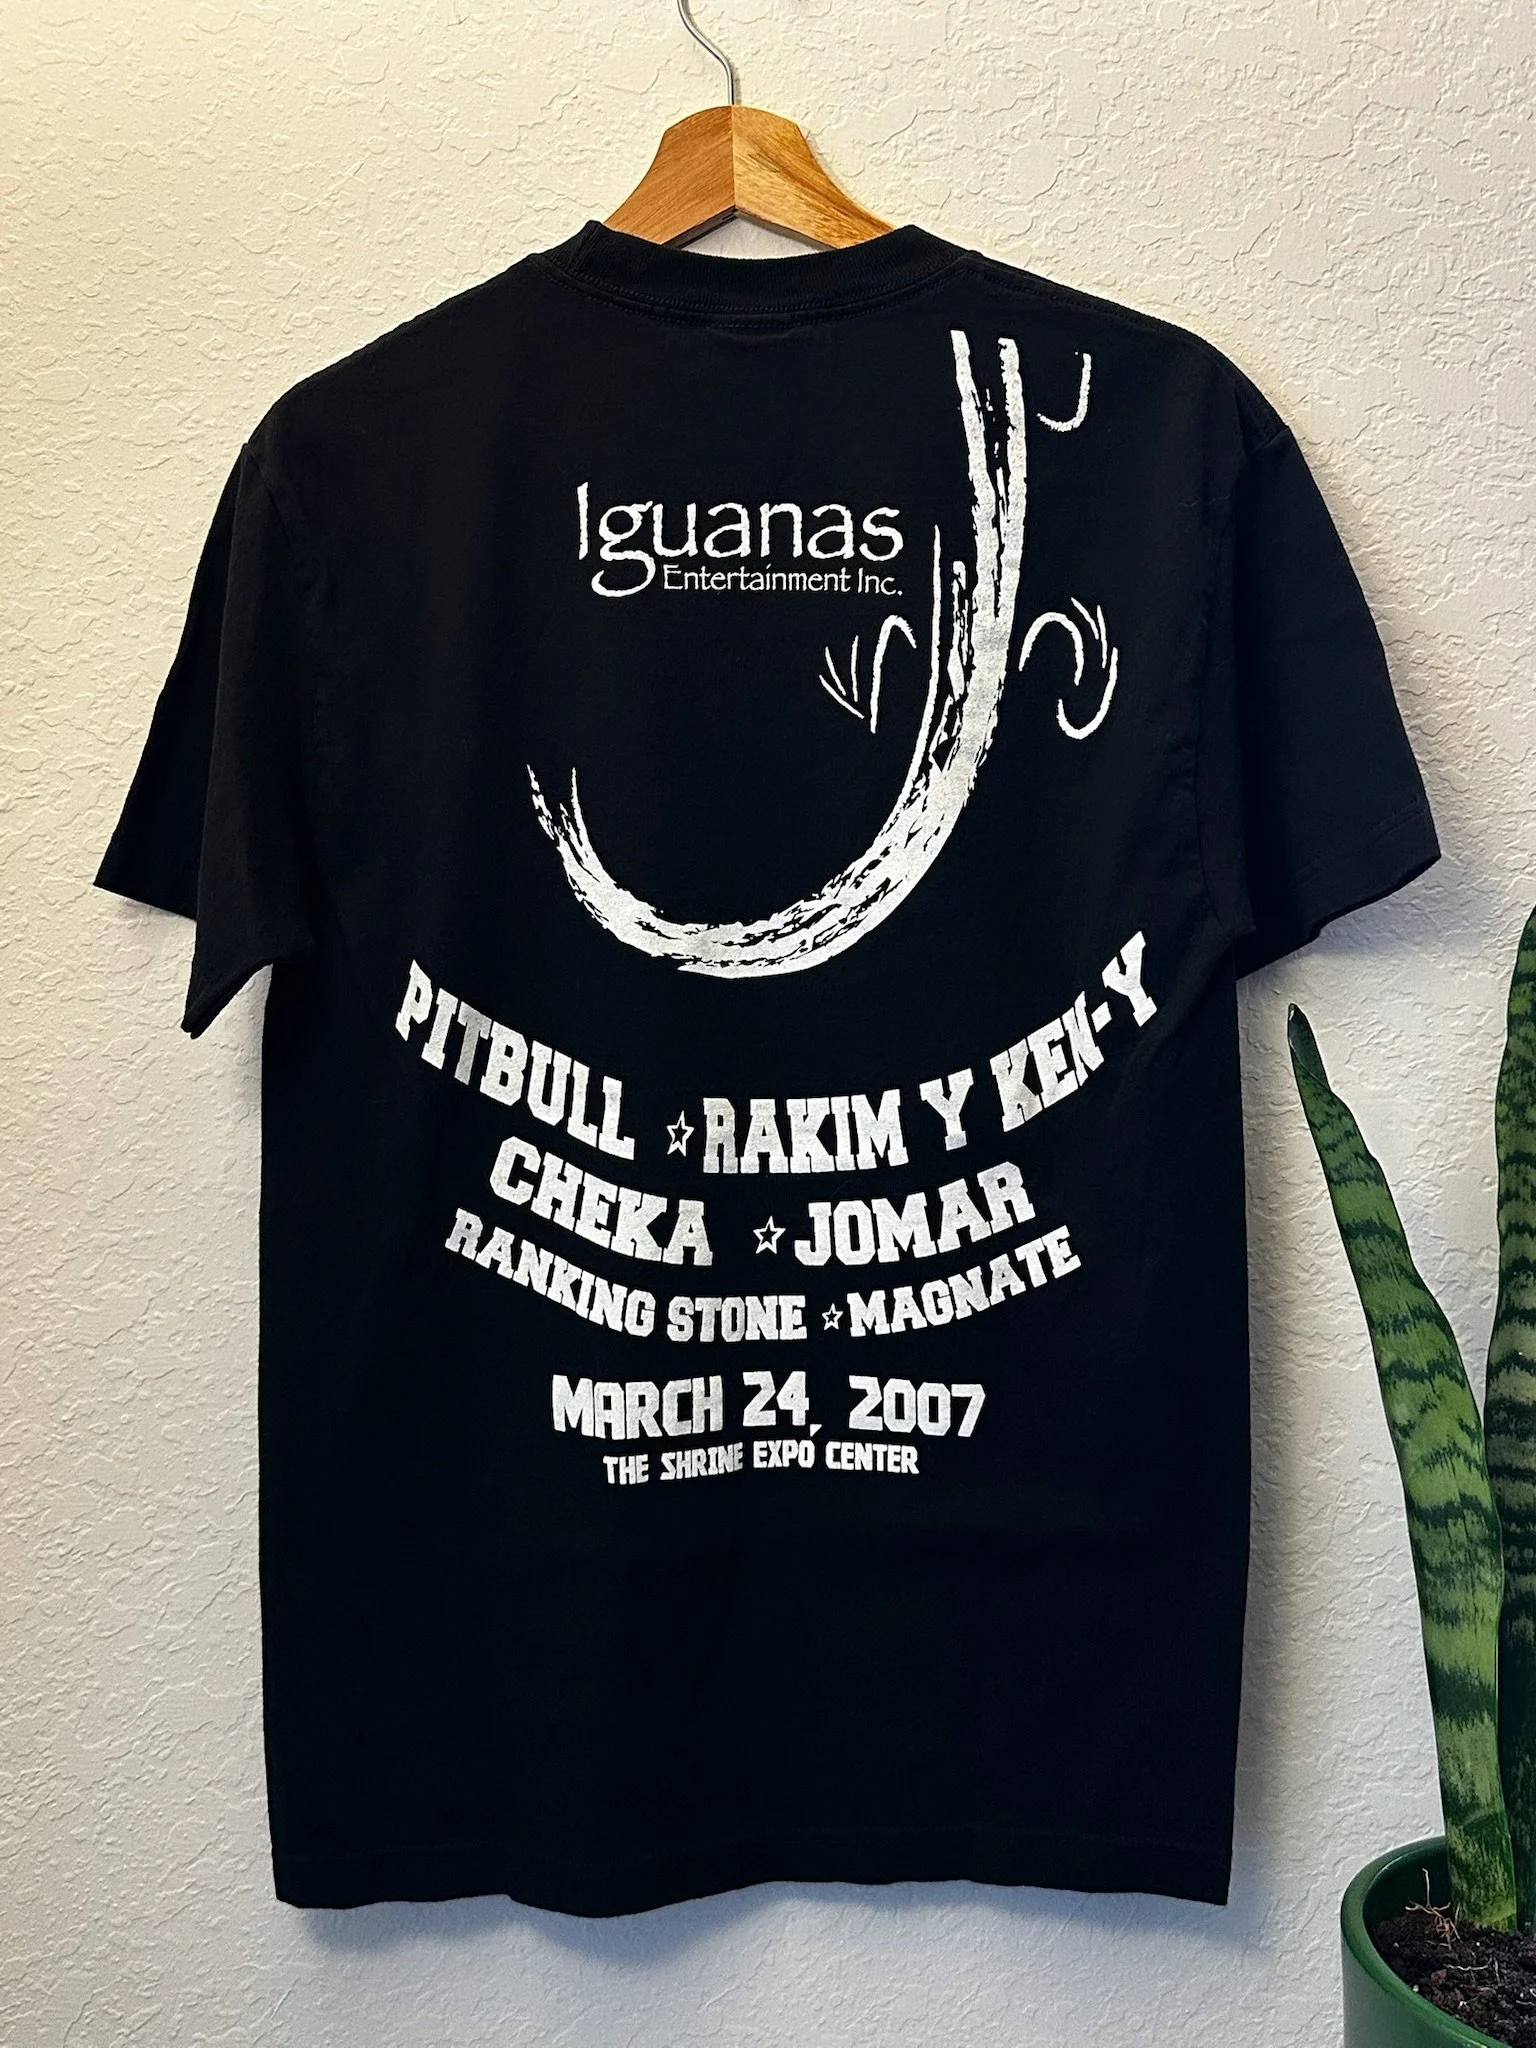 Iguanas
Entertainment Inc.
PITBULL ☆ RAKIM Y KEN-Y
CHEKA ☆ JOMAR
RANKING STONE ☆ MAGNATE
MARCH 24, 2007
THE SHRINE EXPO CENTER